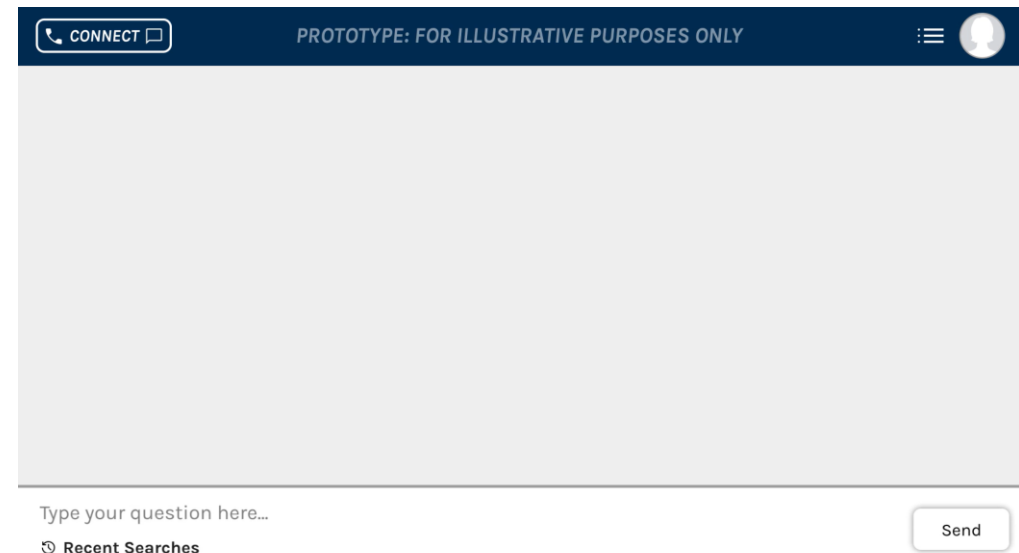 CONNECT
PROTOTYPE: FOR ILLUSTRATIVE PURPOSES ONLY
Type your question here...
Send
Recent Searches